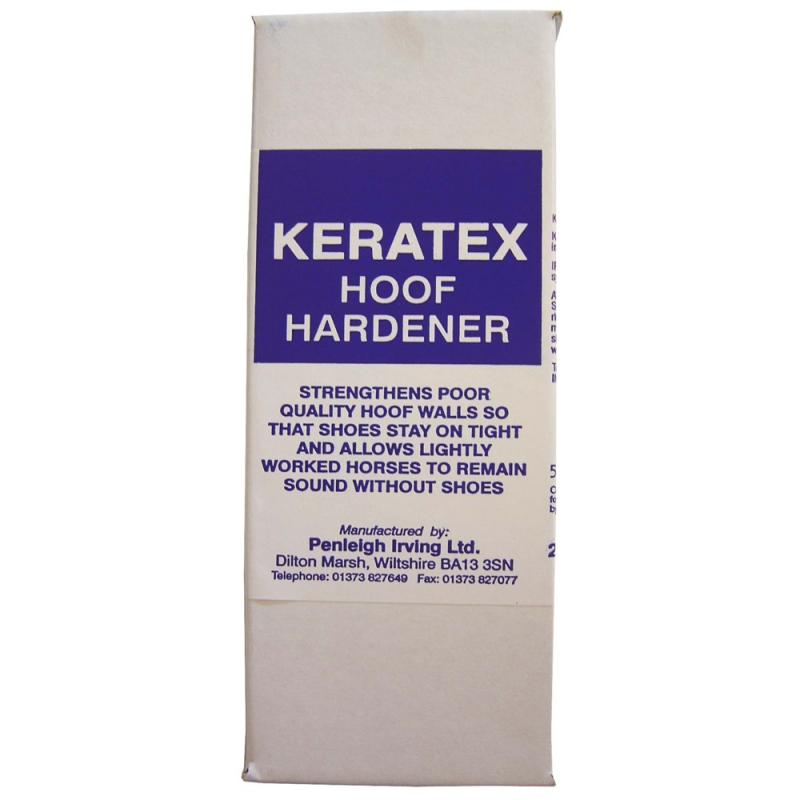 KERATEX
HOOF
HARDENER
STRENGTHENS POOR
QUALITY HOOF WALLS SO
THAT SHOES STAY ON TIGHT
AND ALLOWS LIGHTLY
WORKED HORSES TO REMAIN
SOUND WITHOUT SHOES
Manufactured by:
Penleigh Irving Ltd.
Dilton Marsh, Wiltshire BA13 3SN
Telephone: 01373 827649 Fax: 01373 827077